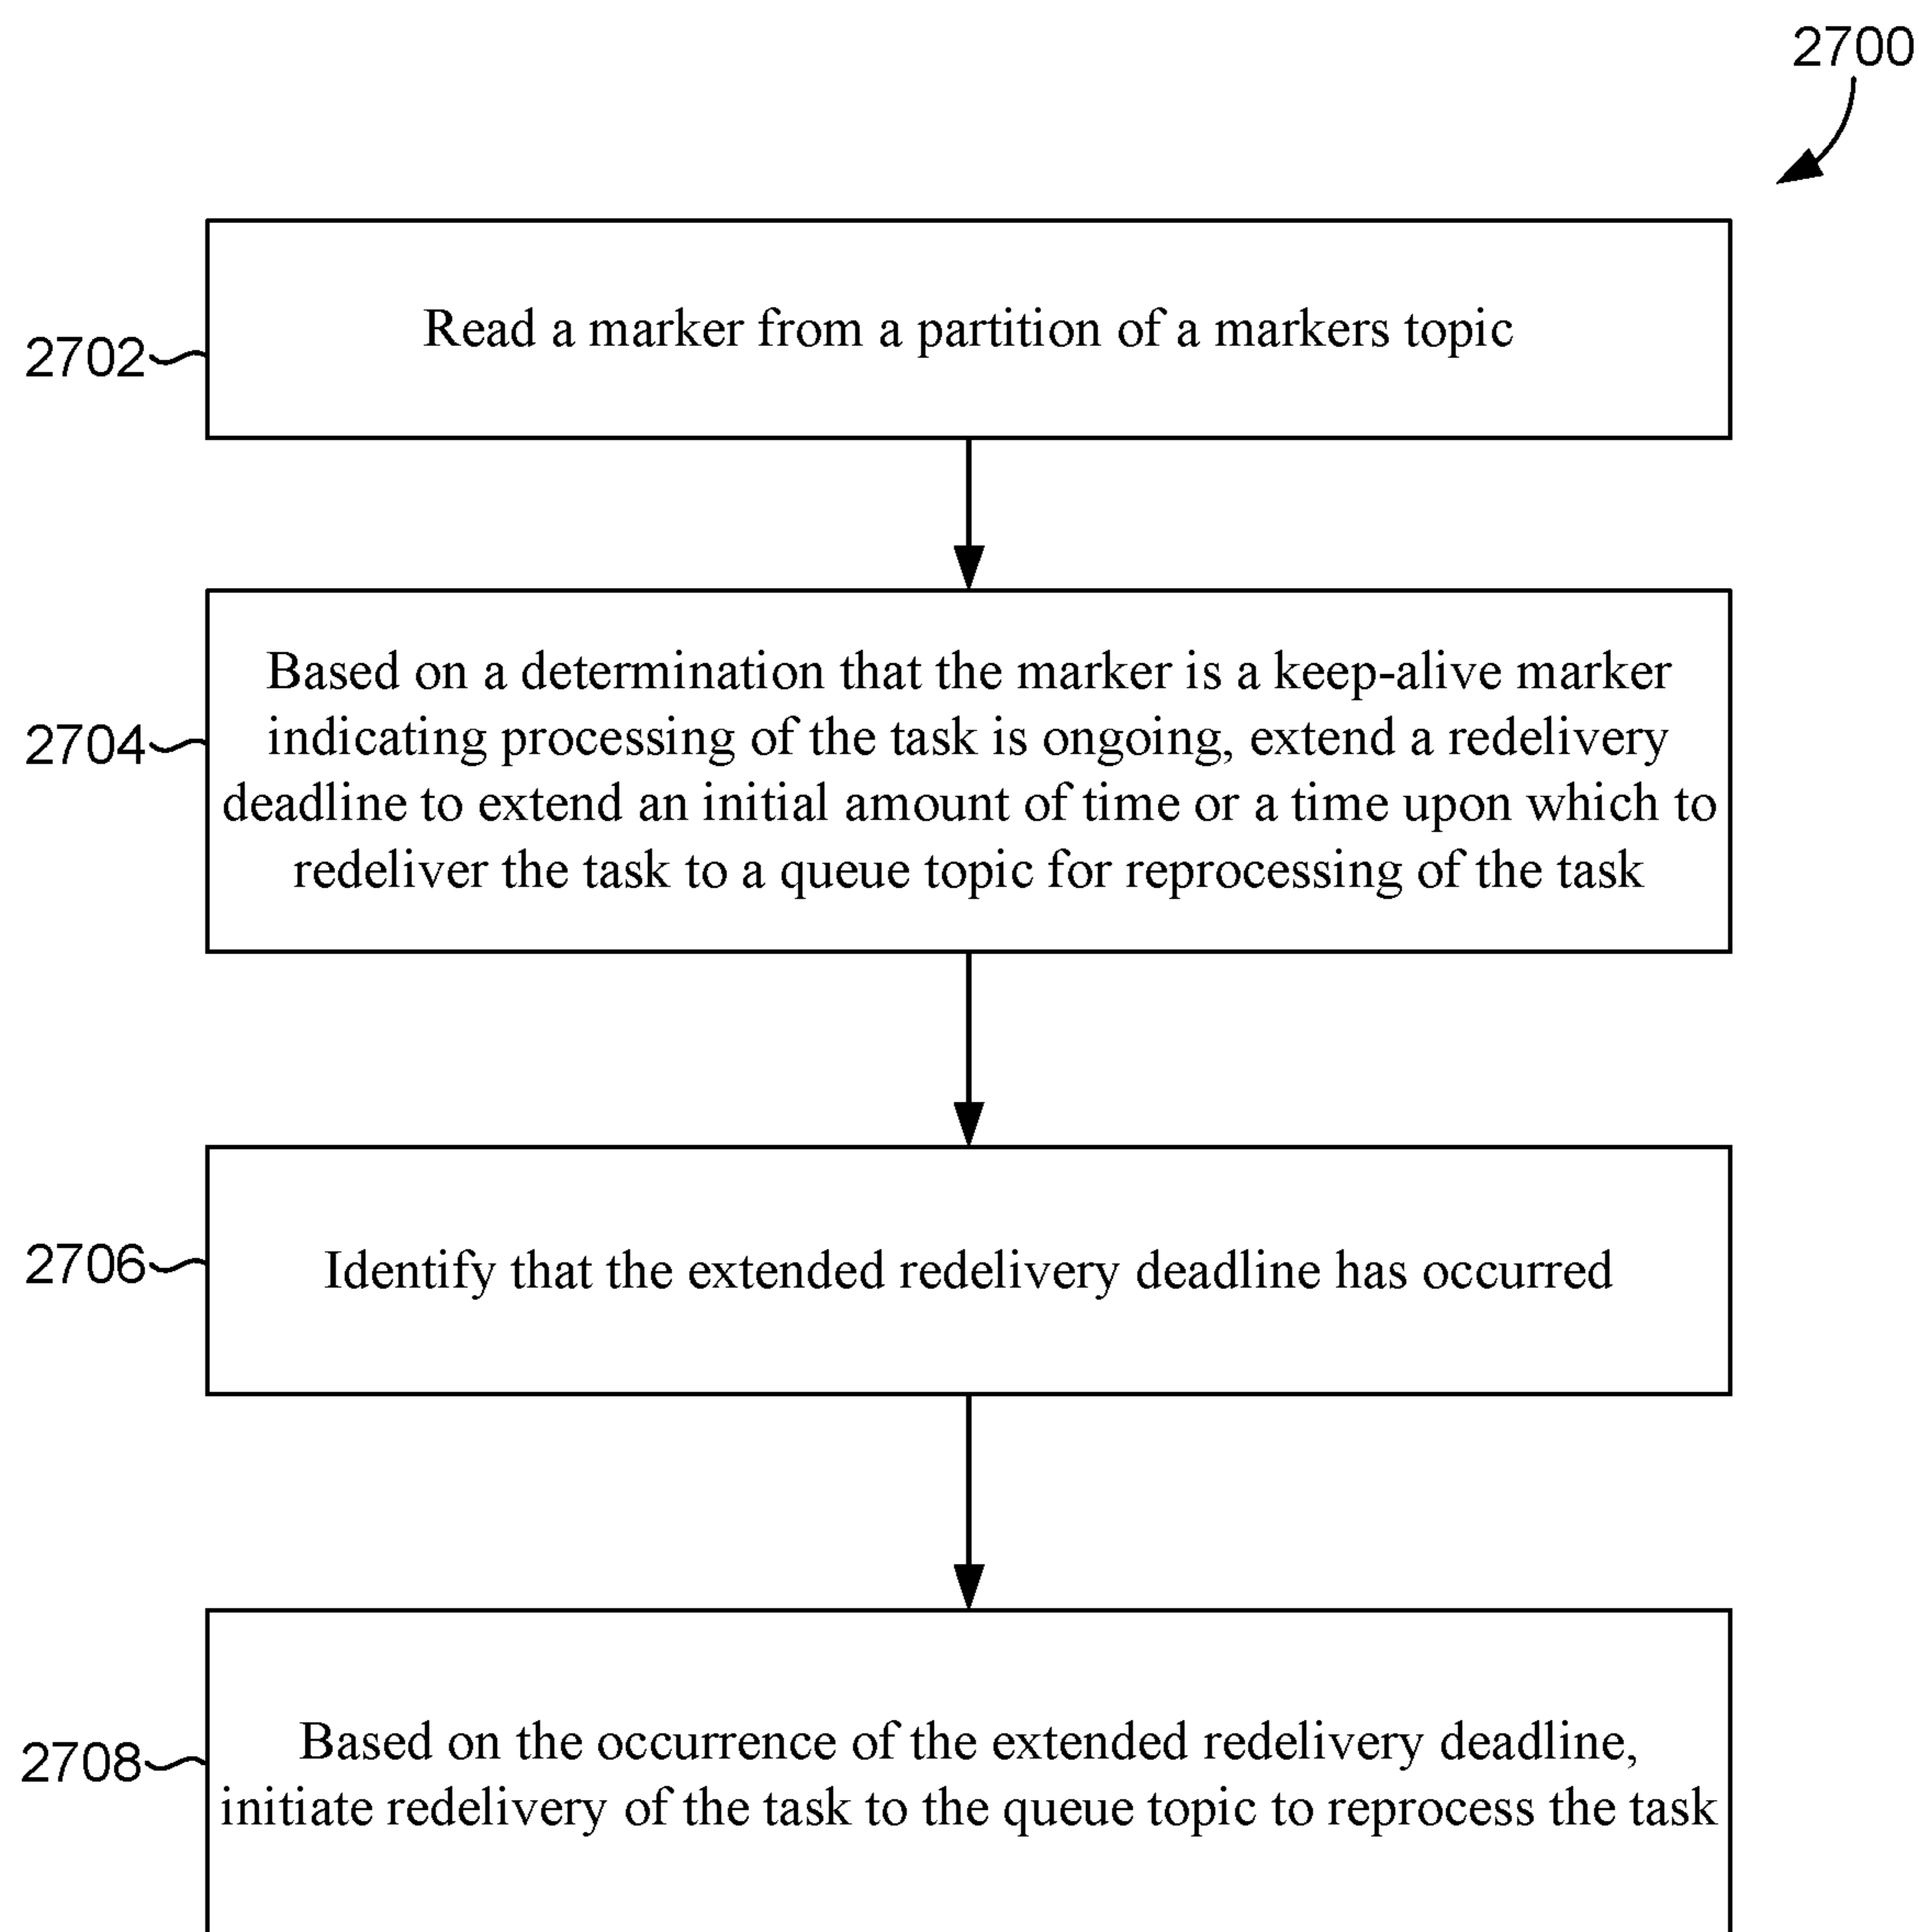 2700
2702
Read a marker from a partition of a markers topic
2704
Based on a determination that the marker is a keep-alive marker
indicating processing of the task is ongoing, extend a redelivery
deadline to extend an initial amount of time or a time upon which to
redeliver the task to a queue topic for reprocessing of the task
2706
Identify that the extended redelivery deadline has occurred
2708
Based on the occurrence of the extended redelivery deadline,
initiate redelivery of the task to the queue topic to reprocess the task